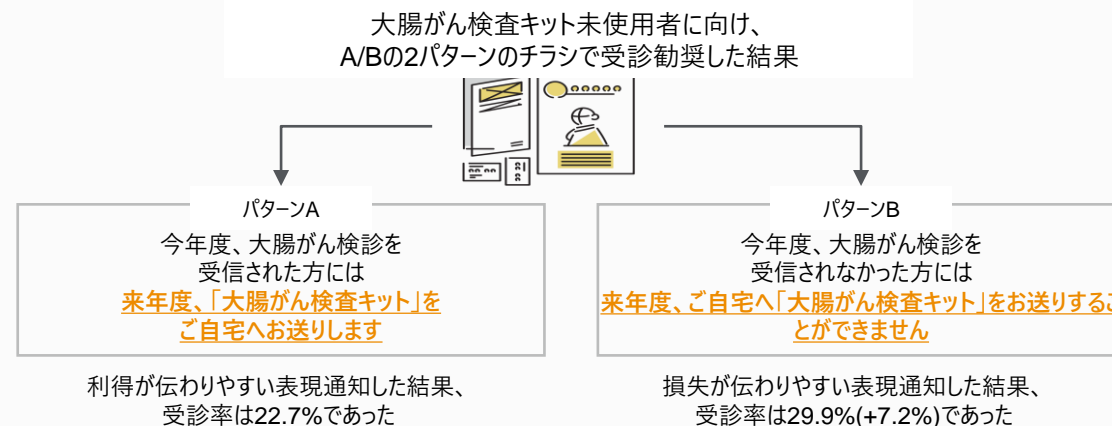 大腸がん検査キット未使用者に向け、
A/Bの2パターンのチラシで受診勧奨した結果
パターンA
今年度、大腸がん検診を
受信された方には
来年度、「大腸がん検査キット」を
ご自宅へお送りします
利得が伝わりやすい表現通知した結果、
受診率は22.7%であった
パターンB
今年度、大腸がん検診を
受信されなかった方には
来年度、ご自宅へ「大腸がん検査キット」をお送りするこ
とができません
損失が伝わりやすい表現通知した結果、
受診率は29.9%(+7.2%)であった